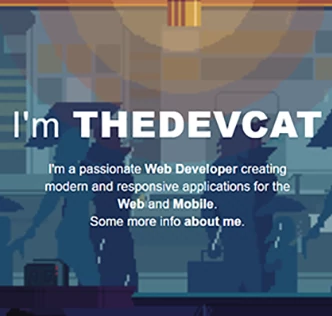 I'm THEDEVCAT
I'm a passionate Web Developer creating
modern and responsive applications for the
Web and Mobile.
Some more info about me.